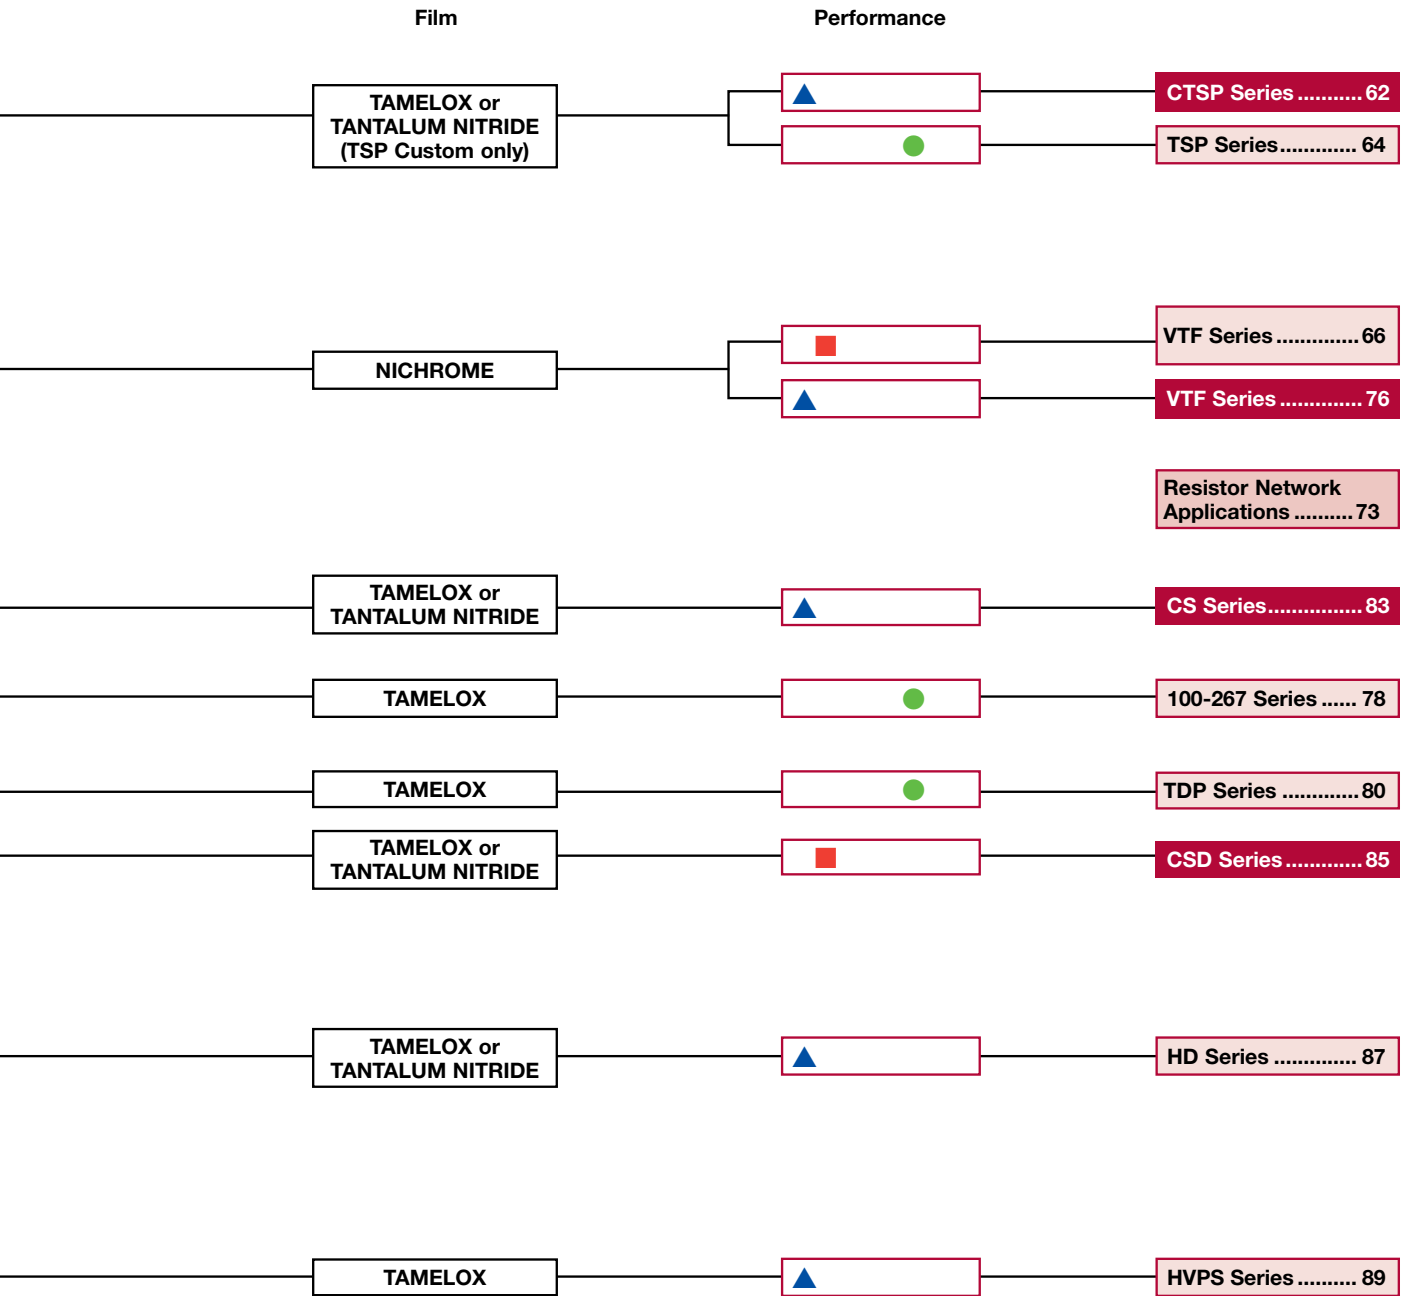 Film Performance
TAMELOX or
TANTALUM NITRIDE
(TSP Custom only)
CTSP Series ........... 62
TSP Series............. 64
NICHROME
VTF Series .............. 66
VTF Series .............. 76
Resistor Network
Applications .......... 73
TAMELOX or
TANTALUM NITRIDE
CS Series................ 83
TAMELOX
100-267 Series ...... 78
TAMELOX
TDP Series ............. 80
TAMELOX or
TANTALUM NITRIDE
CSD Series ............. 85
TAMELOX or
TANTALUM NITRIDE
HD Series .............. 87
TAMELOX
HVPS Series .......... 89